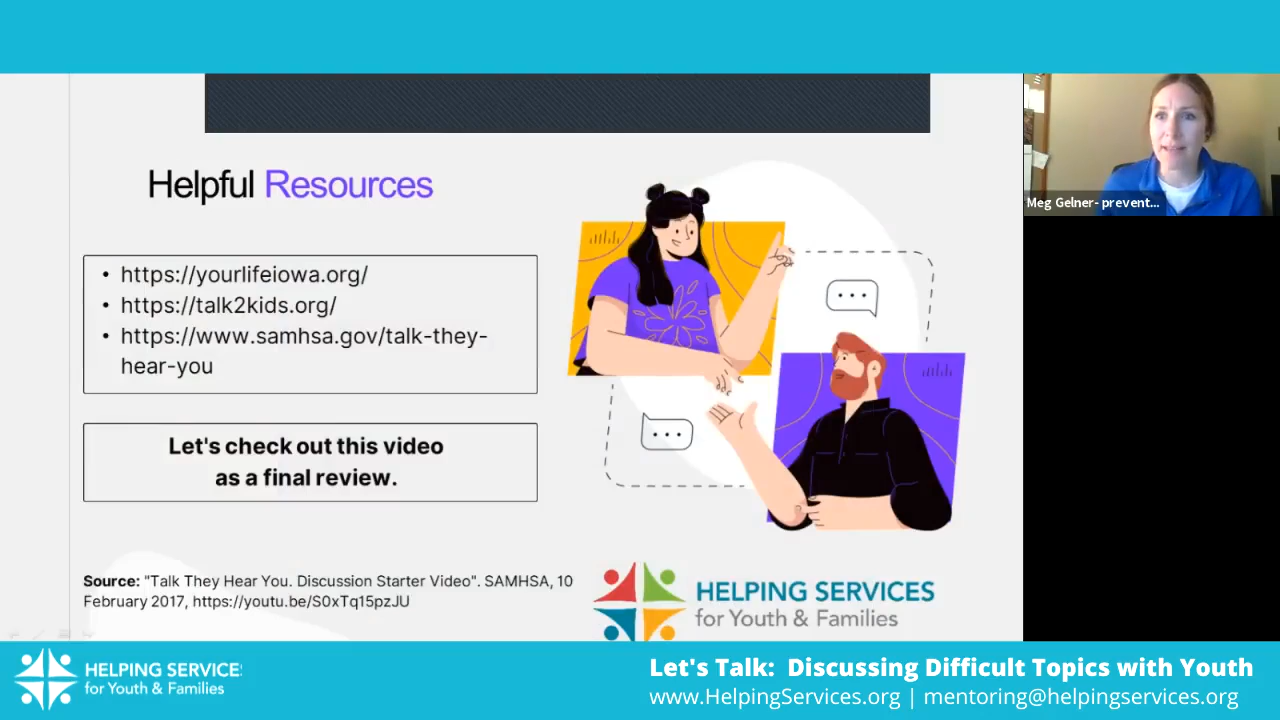 Helpful Resources
• https://yourlifeiowa.org/
• https://talk2kids.org/
• https://www.samhsa.gov/talk-they-
hear-you
Let's check out this video
as a final review.
Source: "Talk They Hear You. Discussion Starter Video". SAMHSA, 10
February 2017, https://youtu.be/S0xTq15pzJU
HELPING SERVICES
for Youth & Families
Meg Gelner- prevent...
HELPING SERVICES
for Youth & Families
Let's Talk: Discussing Difficult Topics with Youth
www.HelpingServices.org | mentoring@helpingservices.org